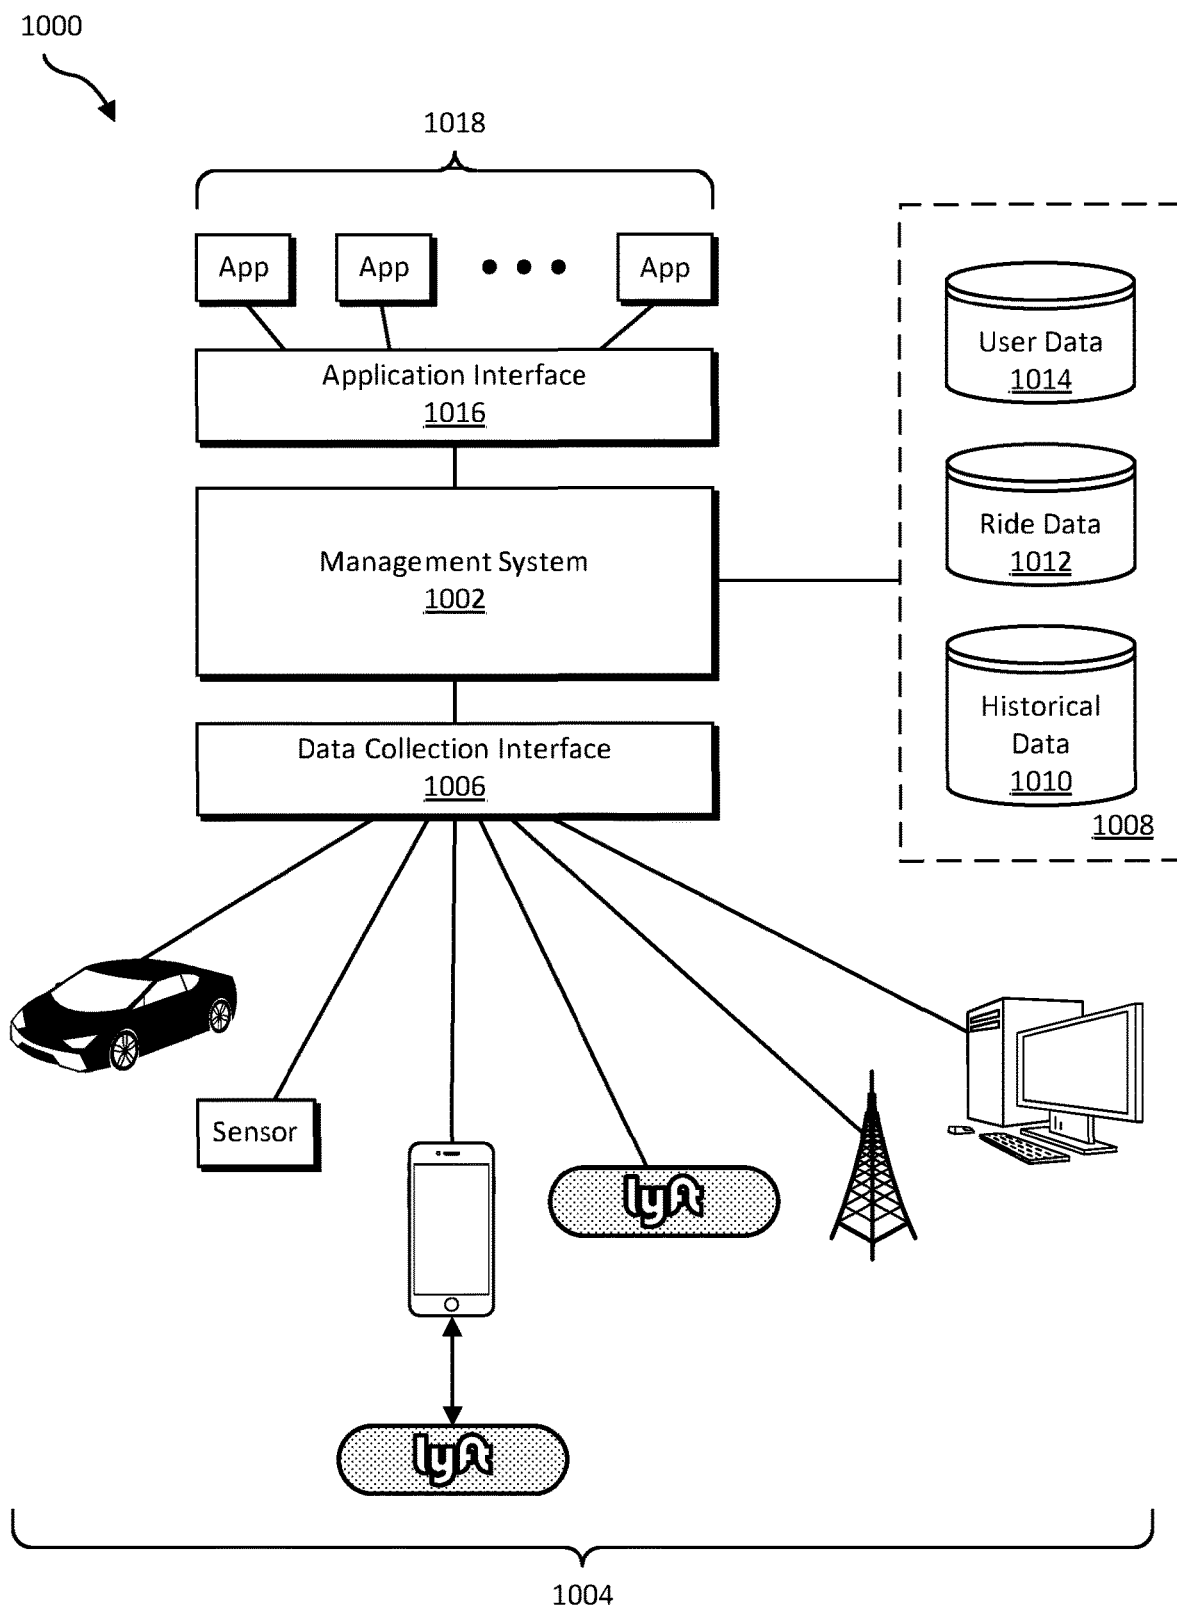 1000
1018
App
App
App
Application Interface
1016
Management System
1002
Data Collection Interface
1006
User Data
1014
Ride Data
1012
Historical
Data
1010
1008
Sensor
lyft
lyft
1004